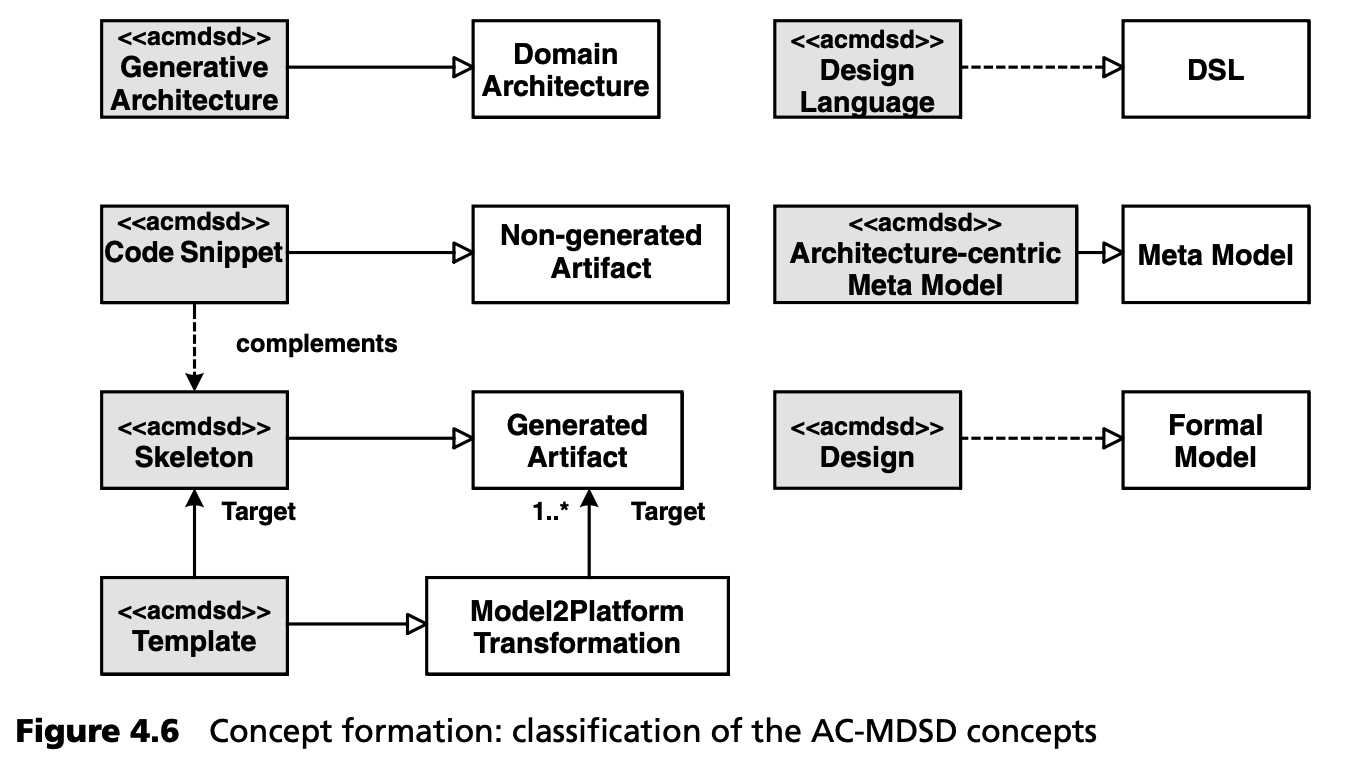 <<acmdsd>>
Generative
Architecture
Domain
Architecture
<<acmdsd>>
Design
Language
DSL
<<acmdsd>>
Code Snippet
Non-generated
Artifact
<<acmdsd>>
Architecture-centric
Meta Model
Meta Model
complements
<<acmdsd>>
Skeleton
Generated
Artifact
<<acmdsd>>
Design
Formal
Model
Target
1..*
Target
<<acmdsd>>
Template
Model2Platform
Transformation
Figure 4.6 Concept formation: classification of the AC-MDSD concepts